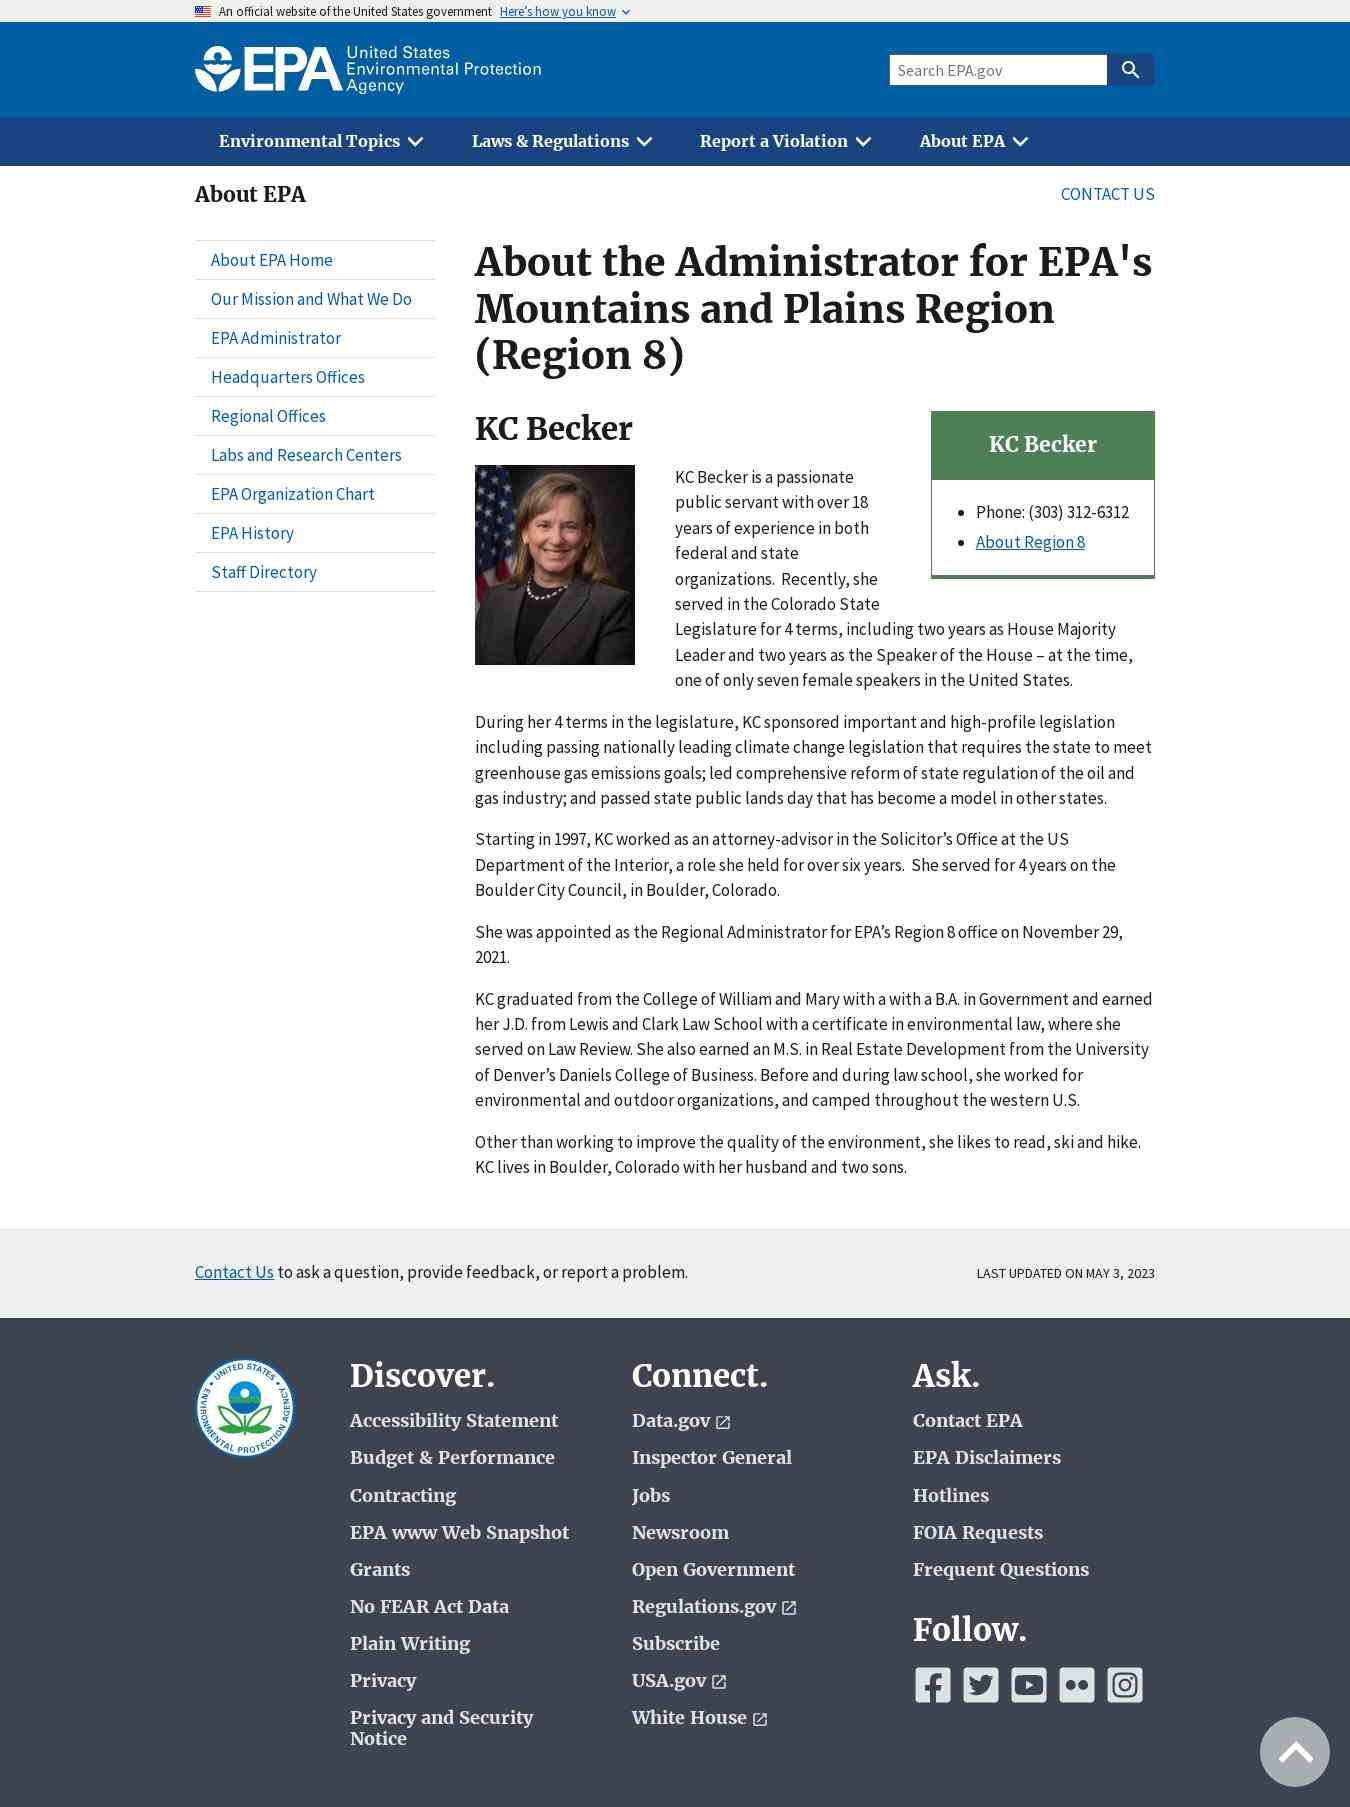 An official website of the United States government Here’s how you know
EPA United States
Environmental Protection
Agency
Search EPA.gov
Environmental Topics
Laws & Regulations
Report a Violation
About EPA
About EPA
CONTACT US
About EPA Home
Our Mission and What We Do
EPA Administrator
Headquarters Offices
Regional Offices
Labs and Research Centers
EPA Organization Chart
EPA History
Staff Directory
About the Administrator for EPA's
Mountains and Plains Region
(Region 8)
KC Becker
KC Becker
Phone: (303) 312-6312
About Region 8
KC Becker is a passionate
public servant with over 18
years of experience in both
federal and state
organizations.  Recently, she
served in the Colorado State
Legislature for 4 terms, including two years as House Majority
Leader and two years as the Speaker of the House – at the time,
one of only seven female speakers in the United States.
During her 4 terms in the legislature, KC sponsored important and high-profile legislation
including passing nationally leading climate change legislation that requires the state to meet
greenhouse gas emissions goals; led comprehensive reform of state regulation of the oil and
gas industry; and passed state public lands day that has become a model in other states.
Starting in 1997, KC worked as an attorney-advisor in the Solicitor’s Office at the US
Department of the Interior, a role she held for over six years.  She served for 4 years on the
Boulder City Council, in Boulder, Colorado.
She was appointed as the Regional Administrator for EPA’s Region 8 office on November 29,
2021.
KC graduated from the College of William and Mary with a with a B.A. in Government and earned
her J.D. from Lewis and Clark Law School with a certificate in environmental law, where she
served on Law Review. She also earned an M.S. in Real Estate Development from the University
of Denver’s Daniels College of Business. Before and during law school, she worked for
environmental and outdoor organizations, and camped throughout the western U.S.
Other than working to improve the quality of the environment, she likes to read, ski and hike.
KC lives in Boulder, Colorado with her husband and two sons.
Contact Us to ask a question, provide feedback, or report a problem.
LAST UPDATED ON MAY 3, 2023
UNITED STATES
ENVIRONMENTAL PROTECTION AGENCY
Discover.
Accessibility Statement
Budget & Performance
Contracting
EPA www Web Snapshot
Grants
No FEAR Act Data
Plain Writing
Privacy
Privacy and Security
Notice
Connect.
Data.gov
Inspector General
Jobs
Newsroom
Open Government
Regulations.gov
Subscribe
USA.gov
White House
Ask.
Contact EPA
EPA Disclaimers
Hotlines
FOIA Requests
Frequent Questions
Follow.